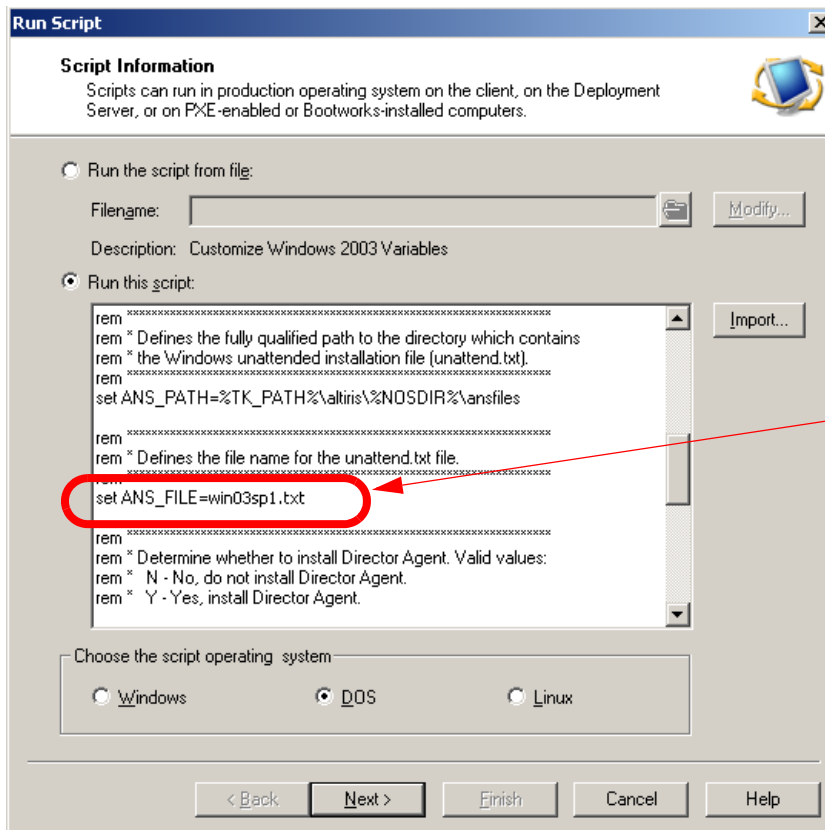 Run Script
Script Information
Scripts can run in production operating system on the client, on the Deployment
Server, or on PXE-enabled or Bootworks-installed computers.
Run the script from file:
Filename:
Modify...
Description: Customize Windows 2003 Variables
Run this script:
Import...
rem **********************************************************************
rem * Defines the fully qualified path to the directory which contains
rem * the Windows unattended installation file (unattend.txt).
rem **********************************************************************
set ANS_PATH=%TK_PATH%\altiris\%NOSDIR%\ansfiles
rem **********************************************************************
rem * Defines the file name for the unattend.txt file.
rem **********************************************************************
set ANS_FILE=win03sp1.txt
rem **********************************************************************
rem * Determine whether to install Director Agent. Valid values:
rem * N - No, do not install Director Agent.
rem * Y - Yes, install Director Agent.
Choose the script operating system
Windows
DOS
Linux
< Back
Next >
Finish
Cancel
Help